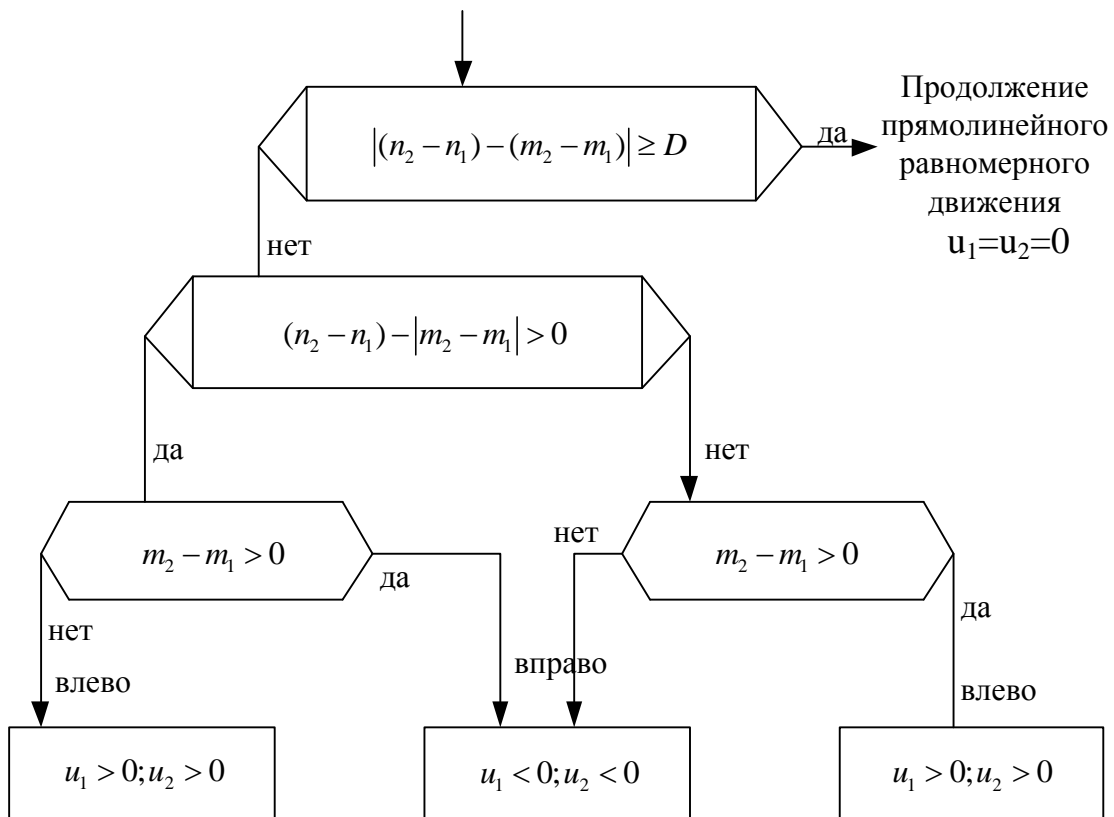 Продолжение
прямолинейного
равномерного
движения
u₁=u₂=0
|(n₂ − n₁) − (m₂ − m₁)| ≥ D
да
нет
(n₂ − n₁) − |m₂ − m₁| > 0
да
нет
m₂ − m₁ > 0
да
нет
m₂ − m₁ > 0
нет
да
влево
вправо
влево
u₁ > 0; u₂ > 0
u₁ < 0; u₂ < 0
u₁ > 0; u₂ > 0